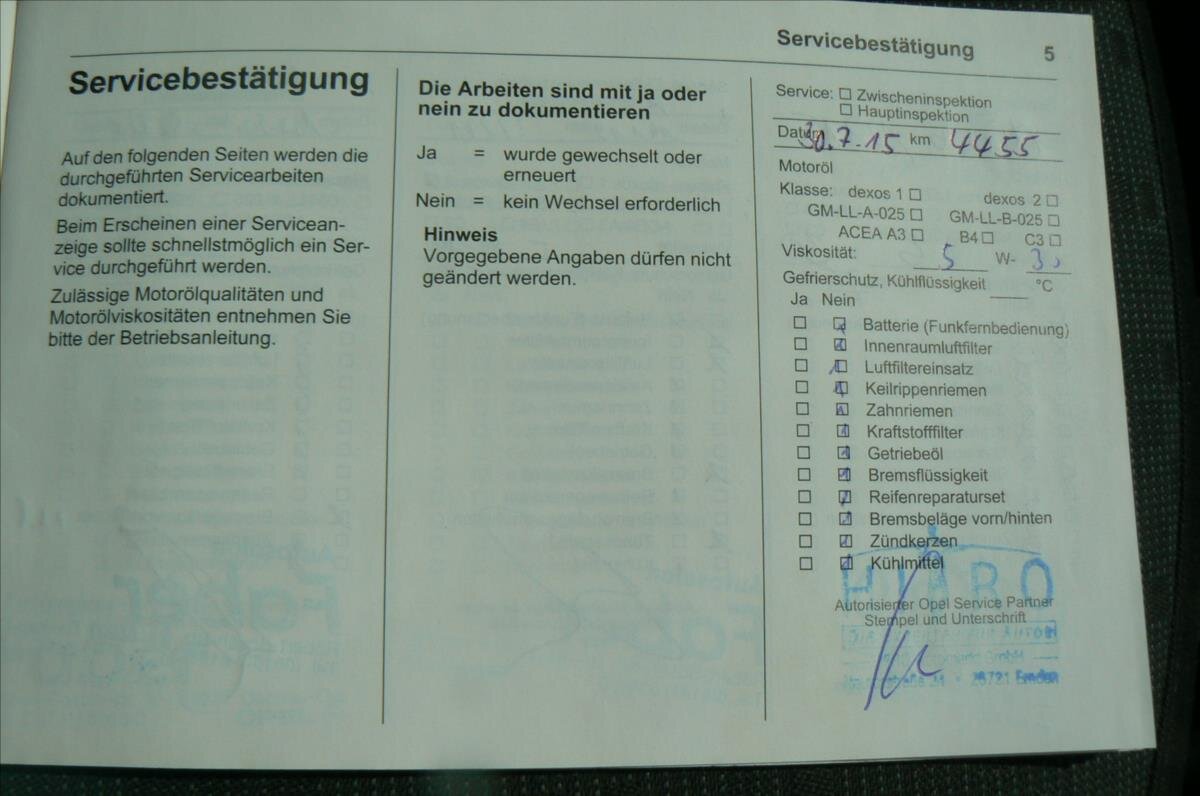 Servicebestätigung 5
Servicebestätigung
Auf den folgenden Seiten werden die
durchgeführten Servicearbeiten
dokumentiert.
Beim Erscheinen einer Servicean-
zeige sollte schnellstmöglich ein Ser-
vice durchgeführt werden.
Zulässige Motorölqualitäten und
Motorölviskositäten entnehmen Sie
bitte der Betriebsanleitung.
Die Arbeiten sind mit ja oder
nein zu dokumentieren
Ja = wurde gewechselt oder
erneuert
Nein = kein Wechsel erforderlich
Hinweis
Vorgegebene Angaben dürfen nicht
geändert werden.
Service: ☐ Zwischeninspektion
☐ Hauptinspektion
Datum 30.7.15 km 4455
Motoröl
Klasse: dexos 1 ☐ dexos 2 ☐
GM-LL-A-025 ☐ GM-LL-B-025 ☐
ACEA A3 ☐ B4 ☐ C3 ☐
Viskosität: 5 W- 30
Gefrierschutz, Kühlflüssigkeit ____ °C
Ja Nein
Batterie (Funkfernbedienung)
Innenraumluftfilter
Luftfiltereinsatz
Keilrippenriemen
Zahnriemen
Kraftstofffilter
Getriebeöl
Bremsflüssigkeit
Reifenreparaturset
Bremsbeläge vorn/hinten
Zündkerzen
Kühlmittel
Autorisierter Opel Service Partner
Stempel und Unterschrift
GmbH
26721 Emden